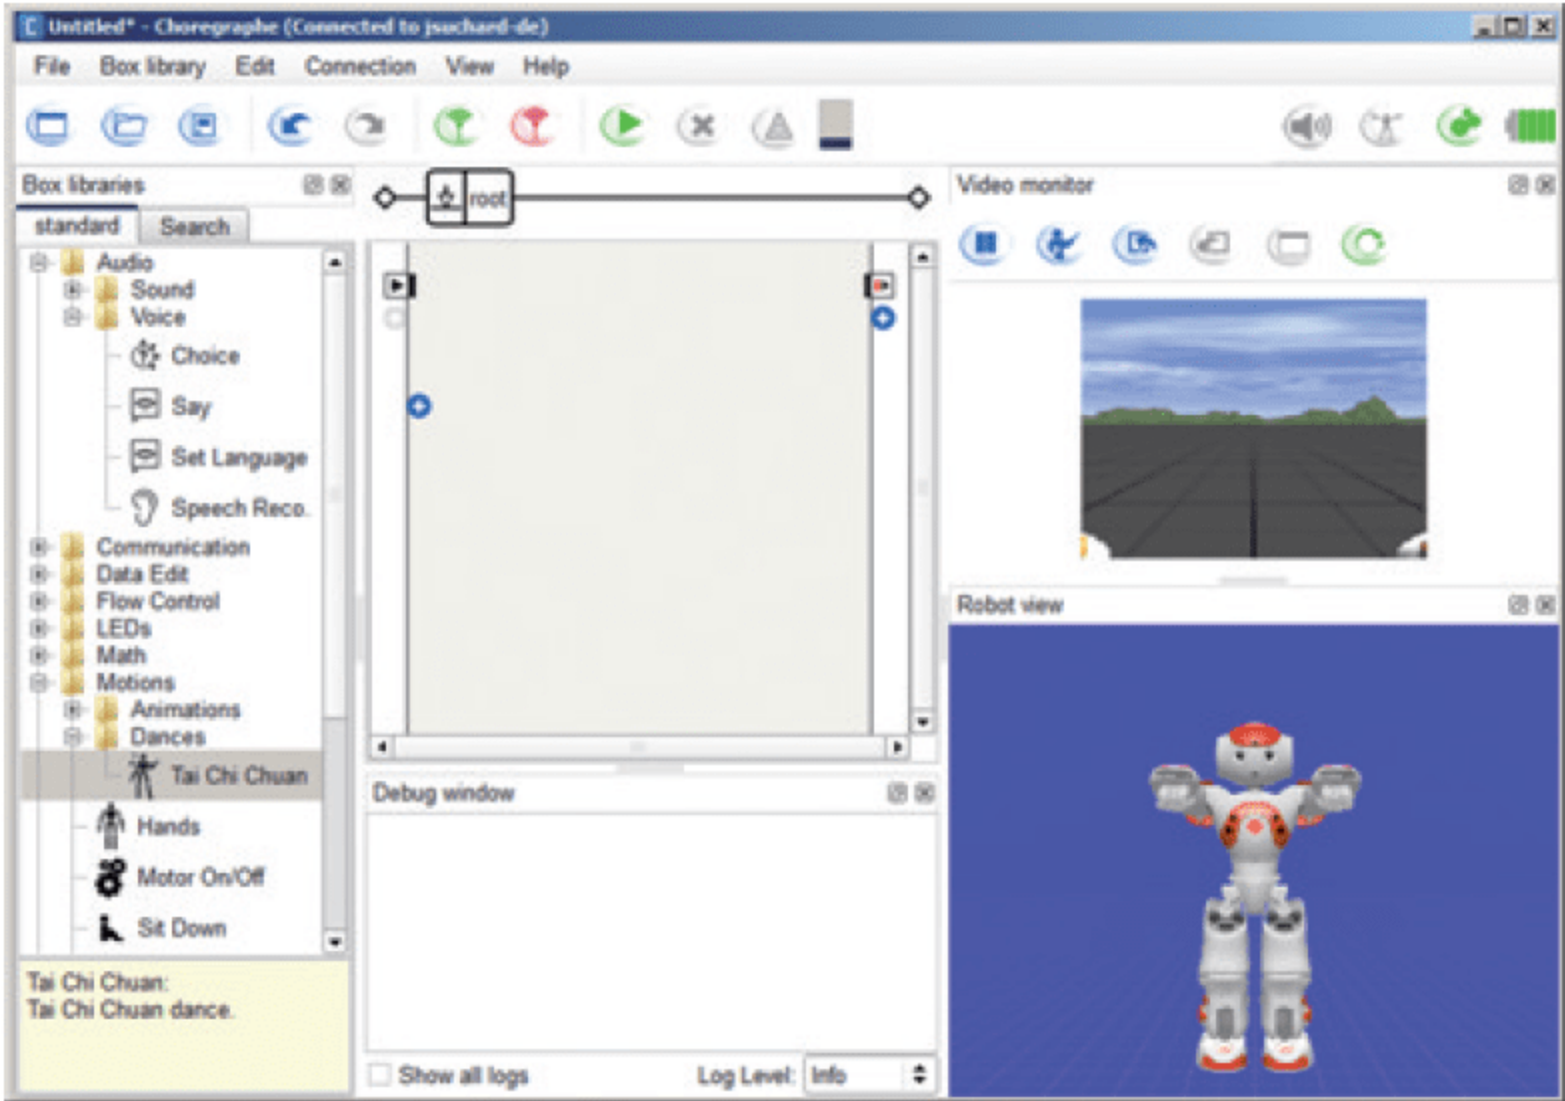 Untitled* - Choregraphe (Connected to jsuchard-de)
File Box library Edit Connection View Help
Box libraries
standard Search
Audio
Sound
Voice
Choice
Say
Set Language
Speech Reco.
Communication
Data Edit
Flow Control
LEDs
Math
Motions
Animations
Dances
Tai Chi Chuan
Hands
Motor On/Off
Sit Down
Tai Chi Chuan:
Tai Chi Chuan dance.
root
Debug window
Show all logs Log Level: Info
Video monitor
Robot view